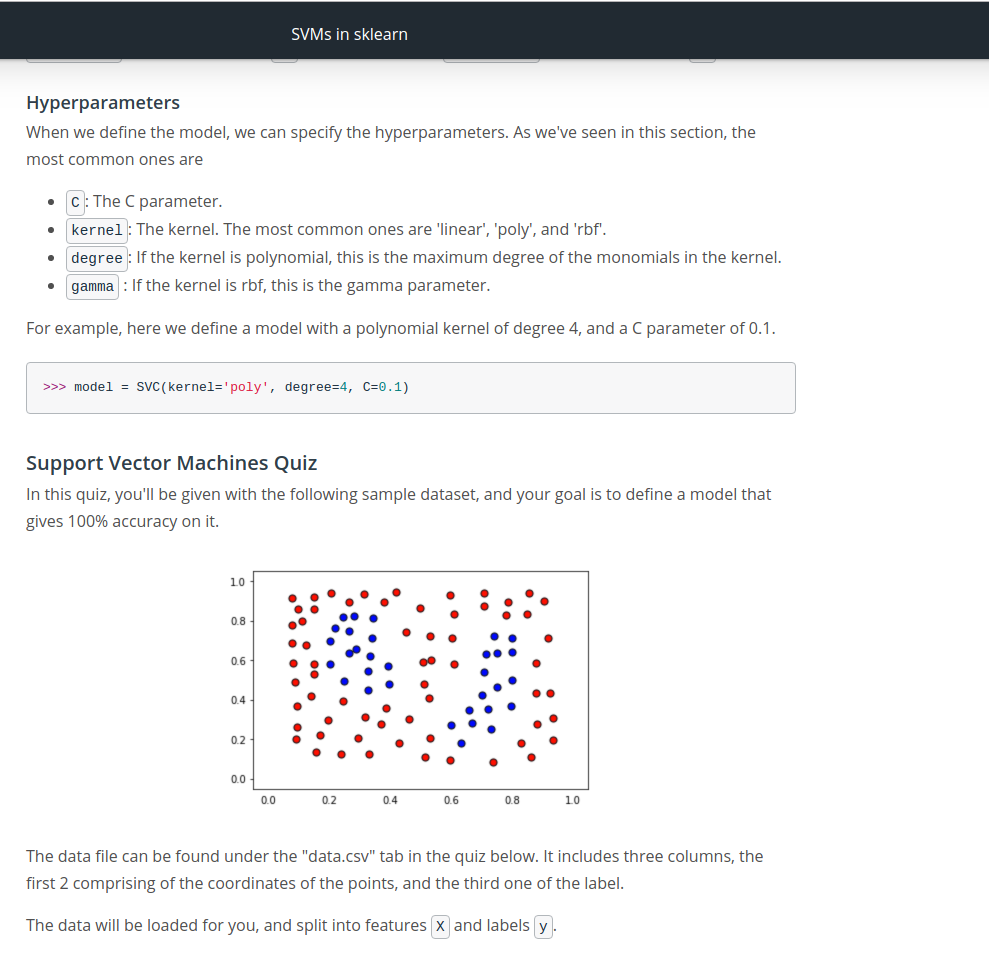 SVMs in sklearn
Hyperparameters
When we define the model, we can specify the hyperparameters. As we've seen in this section, the
most common ones are
• C : The C parameter.
• kernel : The kernel. The most common ones are 'linear', 'poly', and 'rbf'.
• degree : If the kernel is polynomial, this is the maximum degree of the monomials in the kernel.
• gamma : If the kernel is rbf, this is the gamma parameter.
For example, here we define a model with a polynomial kernel of degree 4, and a C parameter of 0.1.
>>> model = SVC(kernel='poly', degree=4, C=0.1)
Support Vector Machines Quiz
In this quiz, you'll be given with the following sample dataset, and your goal is to define a model that
gives 100% accuracy on it.
1.0
0.8
0.6
0.4
0.2
0.0
0.0 0.2 0.4 0.6 0.8 1.0
The data file can be found under the "data.csv" tab in the quiz below. It includes three columns, the
first 2 comprising of the coordinates of the points, and the third one of the label.
The data will be loaded for you, and split into features X and labels y .